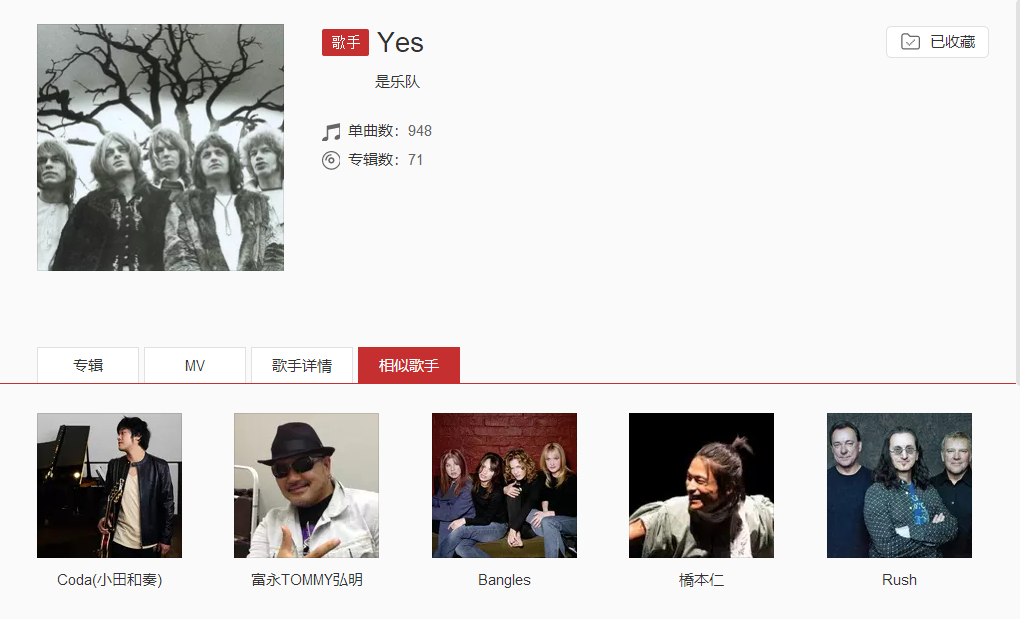 歌手 Yes
已收藏
是乐队
单曲数：948
专辑数：71
专辑 MV 歌手详情 相似歌手
Coda(小田和奏) 富永TOMMY弘明 Bangles 橋本仁 Rush